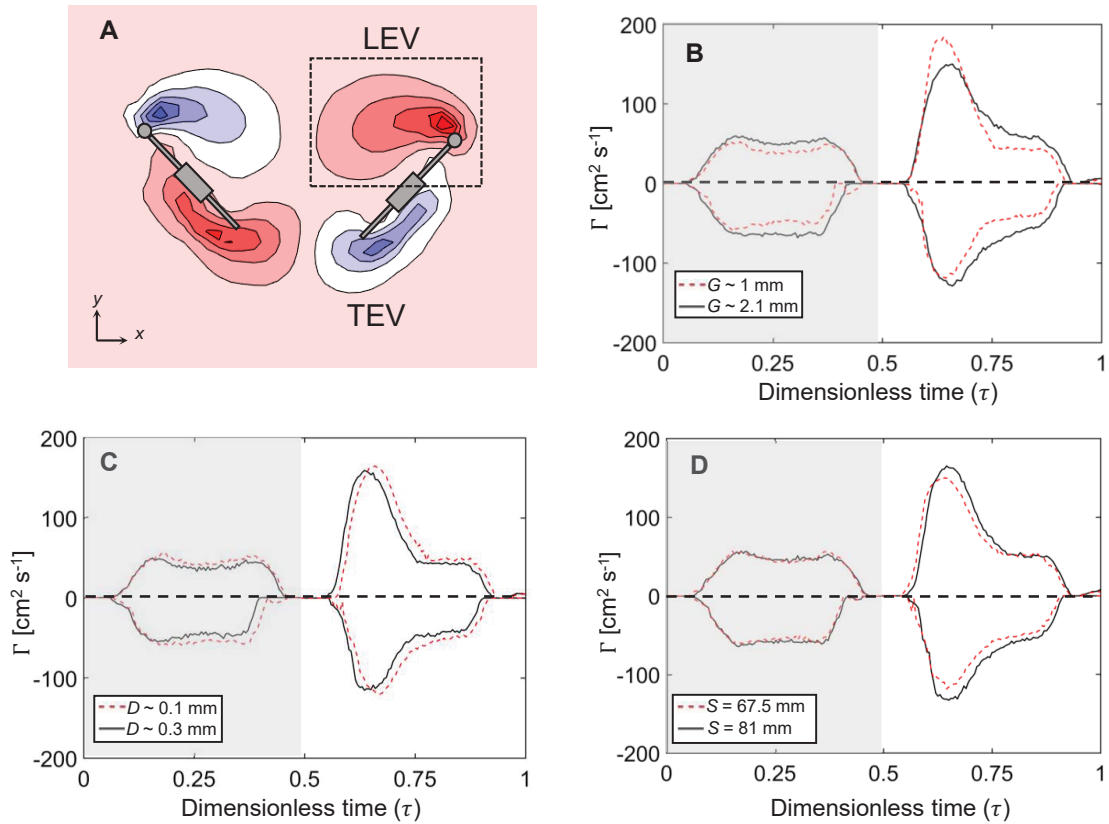 A
LEV
TEV
y
x
B
200
100
0
-100
-200
Γ [cm² s⁻¹]
G ~ 1 mm
G ~ 2.1 mm
0 0.25 0.5 0.75 1
Dimensionless time (τ)
C
200
100
0
-100
-200
Γ [cm² s⁻¹]
D ~ 0.1 mm
D ~ 0.3 mm
0 0.25 0.5 0.75 1
Dimensionless time (τ)
D
200
100
0
-100
-200
Γ [cm² s⁻¹]
S = 67.5 mm
S = 81 mm
0 0.25 0.5 0.75 1
Dimensionless time (τ)